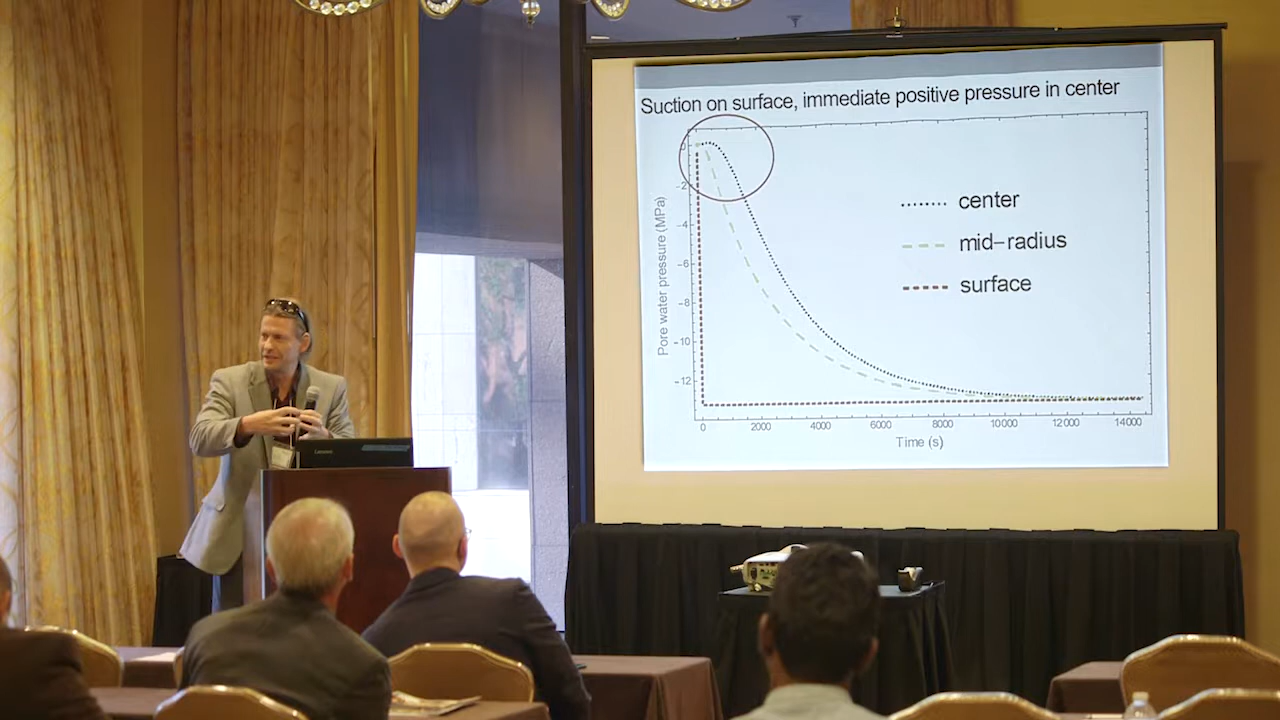 Suction on surface, immediate positive pressure in center
0
-2
-4
-6
-8
-10
-12
Pore water pressure (MPa)
center
mid-radius
surface
0 2000 4000 6000 8000 10000 12000 14000
Time (s)
Lenovo